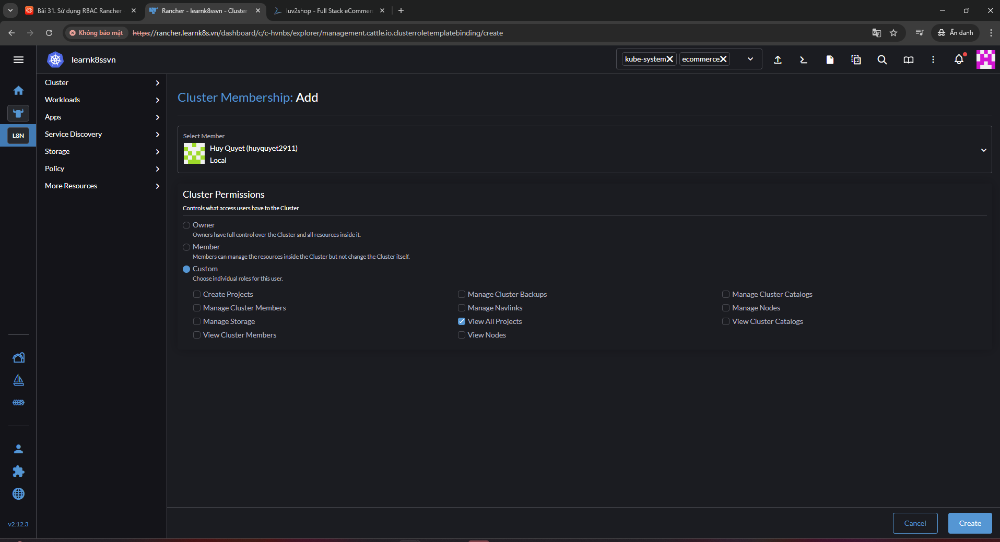 Bài 31. Sử dụng RBAC Rancher
Rancher - learnk8ssvn - Cluster
luv2shop - Full Stack eCommerc
Không bảo mật
https://rancher.learnk8s.vn/dashboard/c/c-hvnbs/explorer/management.cattle.io.clusterroletemplatebinding/create
Ẩn danh
learnk8ssvn
kube-system
ecommerce
L8N
Cluster
Workloads
Apps
Service Discovery
Storage
Policy
More Resources
v2.12.3
Cluster Membership: Add
Select Member
Huy Quyet (huyquyet2911)
Local
Cluster Permissions
Controls what access users have to the Cluster
Owner
Owners have full control over the Cluster and all resources inside it.
Member
Members can manage the resources inside the Cluster but not change the Cluster itself.
Custom
Choose individual roles for this user.
Create Projects
Manage Cluster Backups
Manage Cluster Catalogs
Manage Cluster Members
Manage Navlinks
Manage Nodes
Manage Storage
View All Projects
View Cluster Catalogs
View Cluster Members
View Nodes
Cancel
Create